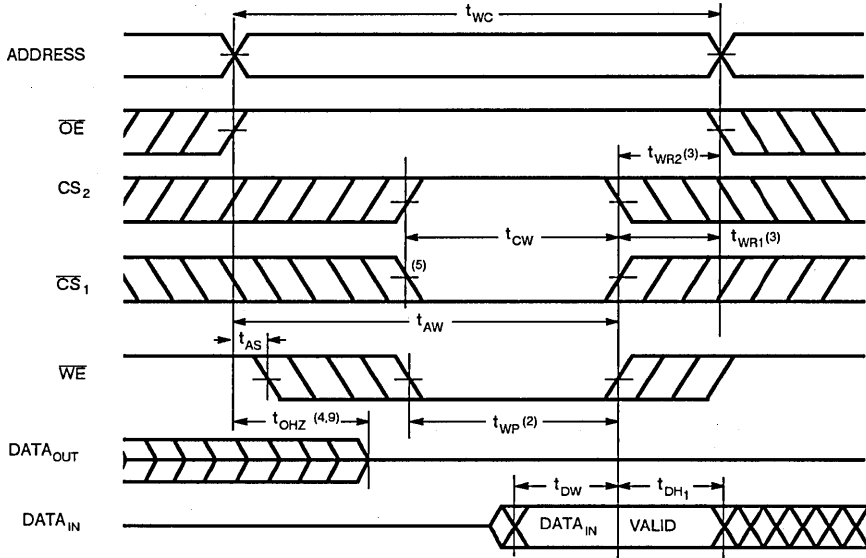 tWC
ADDRESS
OE
tWR2(3)
CS2
tCW
tWR1(3)
(5)
CS1
tAW
tAS
WE
tOHZ (4,9)
tWP(2)
DATAOUT
tDW
tDH1
DATAIN
DATAIN VALID